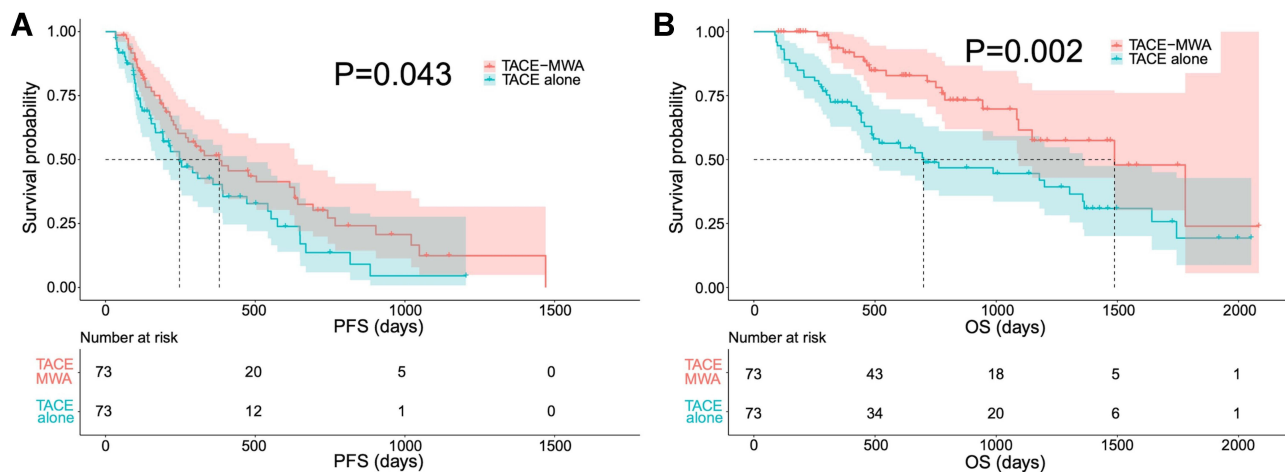 A
P=0.043
TACE-MWA
TACE alone
Survival probability
1.00
0.75
0.50
0.25
0.00
0 500 1000 1500
PFS (days)
Number at risk
TACE
MWA
73 20 5 0
TACE
alone
73 12 1 0
0 500 1000 1500
PFS (days)
B
P=0.002
TACE-MWA
TACE alone
Survival probability
1.00
0.75
0.50
0.25
0.00
0 500 1000 1500 2000
OS (days)
Number at risk
TACE
MWA
73 43 18 5 1
TACE
alone
73 34 20 6 1
0 500 1000 1500 2000
OS (days)